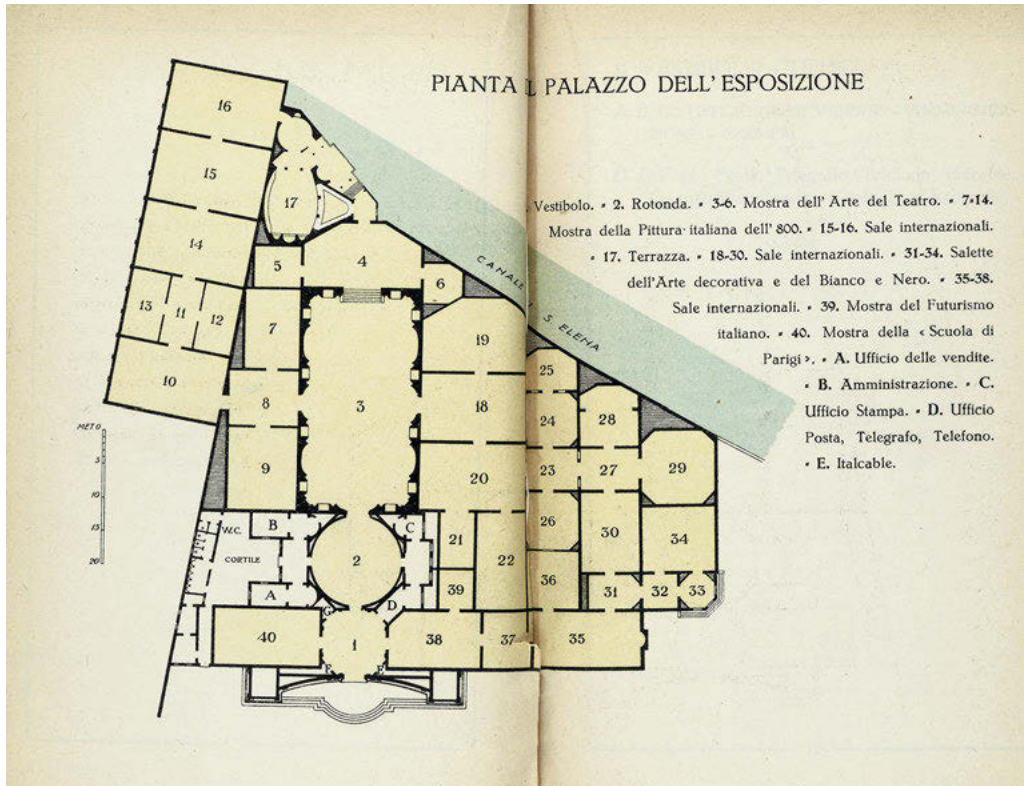 PIANTA L PALAZZO DELL' ESPOSIZIONE
Vestibolo. • 2. Rotonda. • 3-6. Mostra dell' Arte del Teatro. • 7-14.
Mostra della Pittura italiana dell' 800. • 15-16. Sale internazionali.
• 17. Terrazza. • 18-30. Sale internazionali. • 31-34. Salette
dell'Arte decorativa e del Bianco e Nero. • 35-38.
Sale internazionali. • 39. Mostra del Futurismo
italiano. • 40. Mostra della « Scuola di
Parigi ». • A. Ufficio delle vendite.
• B. Amministrazione. • C.
Ufficio Stampa. • D. Ufficio
Posta, Telegrafo, Telefono.
• E. Italcable.
CANALE
S. ELENA
16
15
17
14
5
4
6
13
11
12
7
19
10
25
8
3
18
24
28
9
20
23
27
29
26
30
34
W.C.
B
C
21
22
CORTILE
2
A
39
36
31
32
33
G
D
40
1
38
37
35
F
F
METO
5
10
15
20